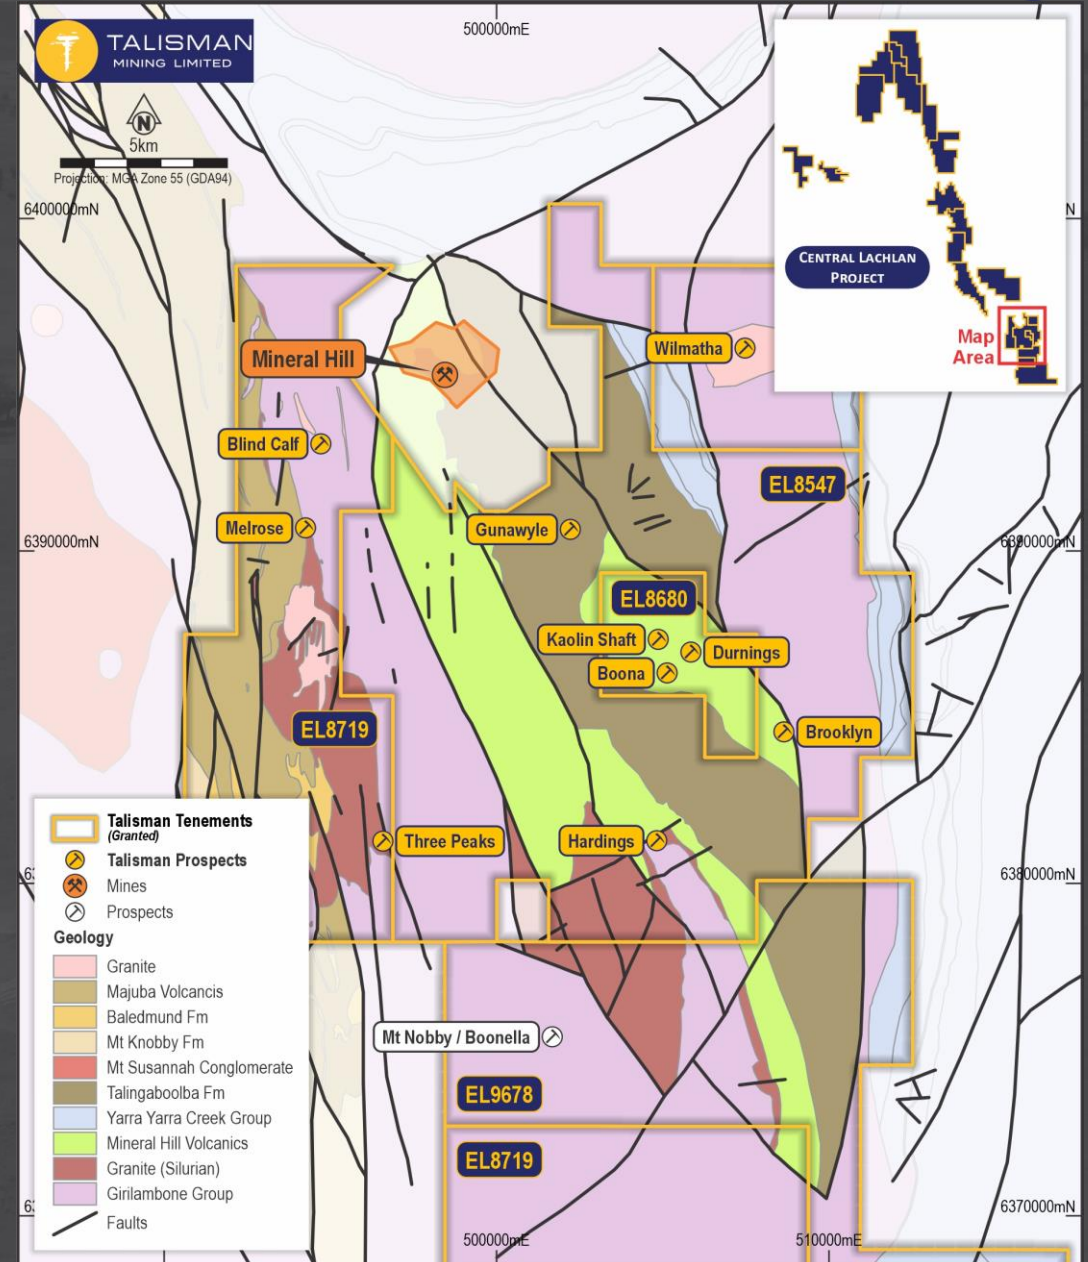 TALISMAN
MINING LIMITED
500000mE
N
5km
Projection: MGA Zone 55 (GDA94)
6400000mN
N
CENTRAL LACHLAN
PROJECT
Map
Area
Mineral Hill
Wilmatha
Blind Calf
EL8547
Melrose
Gunawyle
6390000mN
6390000mN
EL8680
Kaolin Shaft
Durnings
Boona
EL8719
Brooklyn
Three Peaks
Hardings
6380000mN
Talisman Tenements
(Granted)
Talisman Prospects
Mines
Prospects
Geology
Granite
Majuba Volcancis
Baledmund Fm
Mt Knobby Fm
Mt Susannah Conglomerate
Talingaboolba Fm
Yarra Yarra Creek Group
Mineral Hill Volcanics
Granite (Silurian)
Girilambone Group
Faults
Mt Nobby / Boonella
EL9678
EL8719
6370000mN
500000mE
510000mE